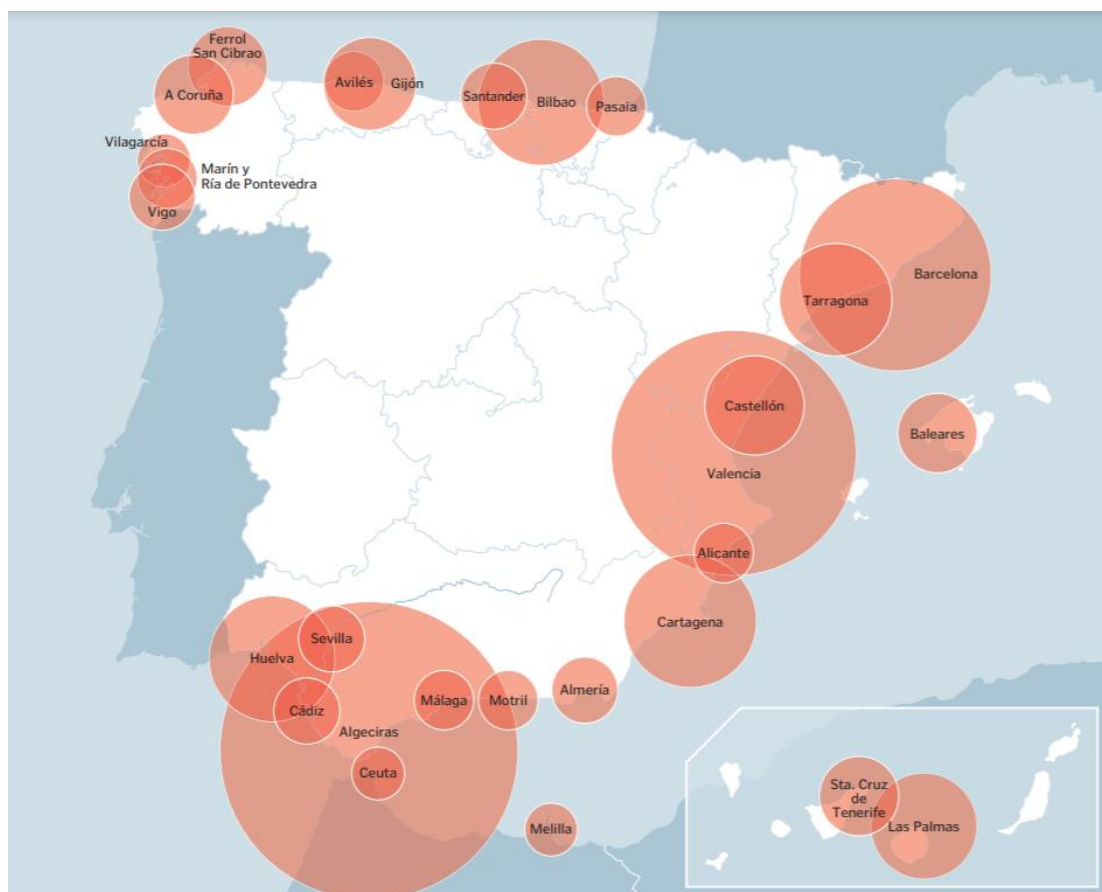 Ferrol
San Cibrao
A Coruña
Avilés
Gijón
Santander
Bilbao
Pasaia
Vilagarcía
Marín y
Ría de Pontevedra
Vigo
Barcelona
Tarragona
Castellón
Baleares
Valencia
Alicante
Cartagena
Sevilla
Huelva
Almería
Málaga
Motril
Cádiz
Algeciras
Ceuta
Melilla
Sta. Cruz
de
Tenerife
Las Palmas